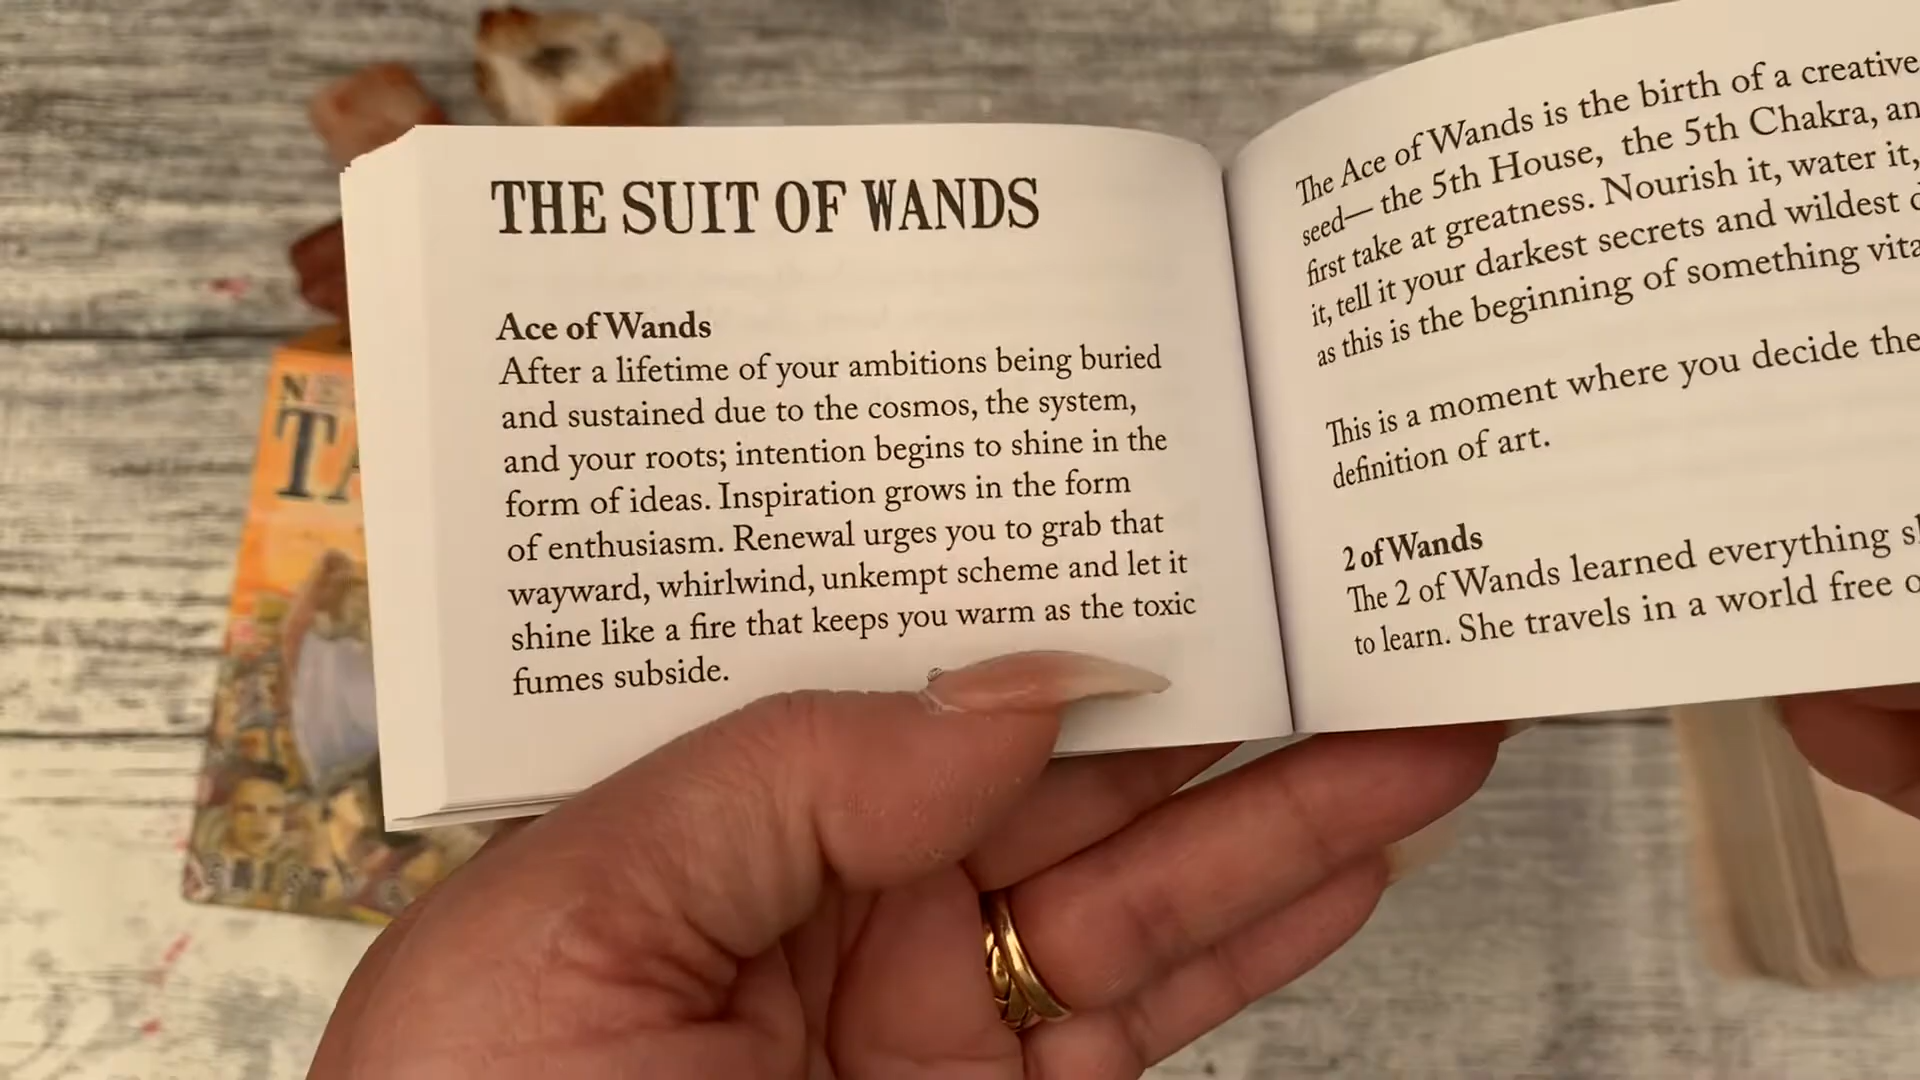 THE SUIT OF WANDS
Ace of Wands
After a lifetime of your ambitions being buried
and sustained due to the cosmos, the system,
and your roots; intention begins to shine in the
form of ideas. Inspiration grows in the form
of enthusiasm. Renewal urges you to grab that
wayward, whirlwind, unkempt scheme and let it
shine like a fire that keeps you warm as the toxic
fumes subside.
The Ace of Wands is the birth of a creative
seed— the 5th House, the 5th Chakra,
first take at greatness. Nourish it, water it,
it, tell it your darkest secrets and wildest
as this is the beginning of something
This is a moment where you decide the
definition of art.
2 of Wands
The 2 of Wands learned everything
to learn. She travels in a world free